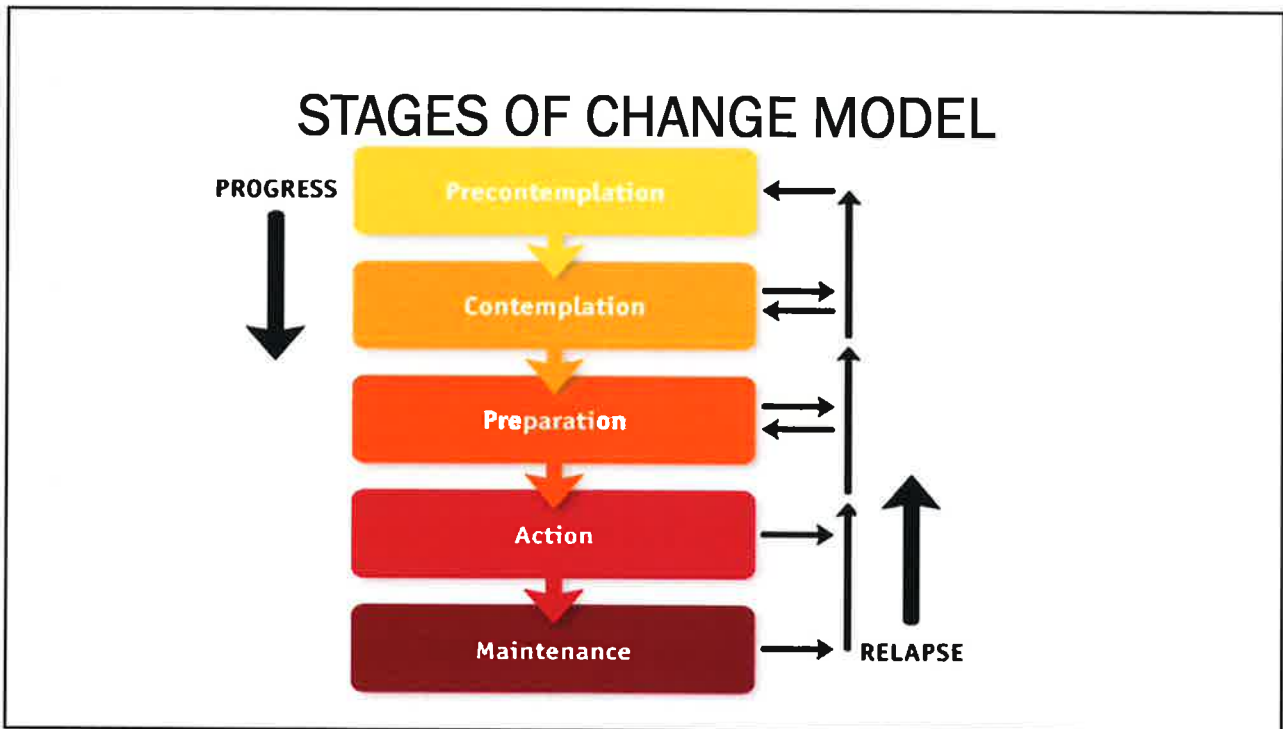 STAGES OF CHANGE MODEL
PROGRESS
Precontemplation
Contemplation
Preparation
Action
Maintenance
RELAPSE